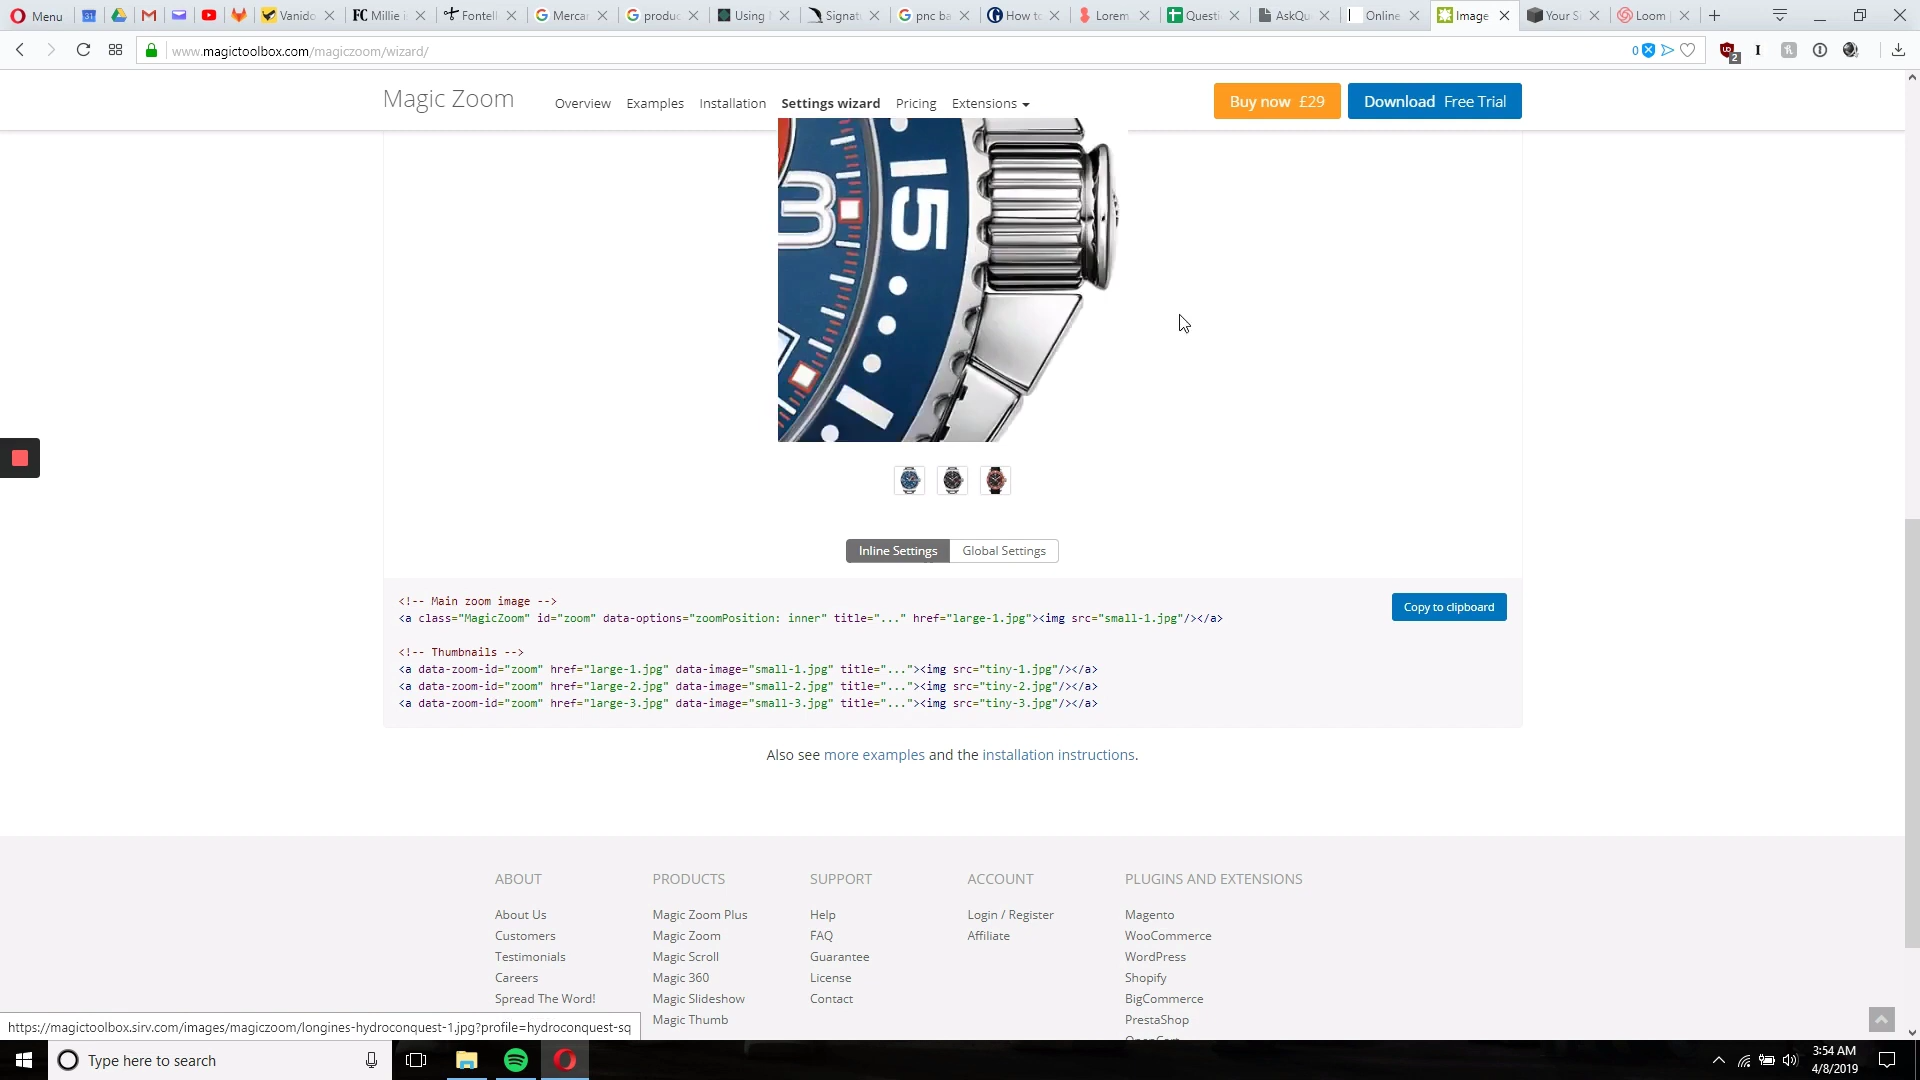 Menu
31
Vanido
FC Millie i
Fontell
Merca
produc
Using
Signat
pnc ba
How to
Lorem
Questi
AskQu
Online
Image
Your S
Loom
www.magictoolbox.com/magiczoom/wizard/
0
2
Magic Zoom
Overview
Examples
Installation
Settings wizard
Pricing
Extensions
Buy now £29
Download Free Trial
3
15
Inline Settings
Global Settings
<!-- Main zoom image -->
Copy to clipboard
<a class="MagicZoom" id="zoom" data-options="zoomPosition: inner" title="..." href="large-1.jpg"><img src="small-1.jpg"/></a>
<!-- Thumbnails -->
<a data-zoom-id="zoom" href="large-1.jpg" data-image="small-1.jpg" title="..."><img src="tiny-1.jpg"/></a>
<a data-zoom-id="zoom" href="large-2.jpg" data-image="small-2.jpg" title="..."><img src="tiny-2.jpg"/></a>
<a data-zoom-id="zoom" href="large-3.jpg" data-image="small-3.jpg" title="..."><img src="tiny-3.jpg"/></a>
Also see more examples and the installation instructions.
ABOUT
About Us
Customers
Testimonials
Careers
Spread The Word!
PRODUCTS
Magic Zoom Plus
Magic Zoom
Magic Scroll
Magic 360
Magic Slideshow
Magic Thumb
SUPPORT
Help
FAQ
Guarantee
License
Contact
ACCOUNT
Login / Register
Affiliate
PLUGINS AND EXTENSIONS
Magento
WooCommerce
WordPress
Shopify
BigCommerce
PrestaShop
https://magictoolbox.sirv.com/images/magiczoom/longines-hydroconquest-1.jpg?profile=hydroconquest-sq
Type here to search
3:54 AM
4/8/2019